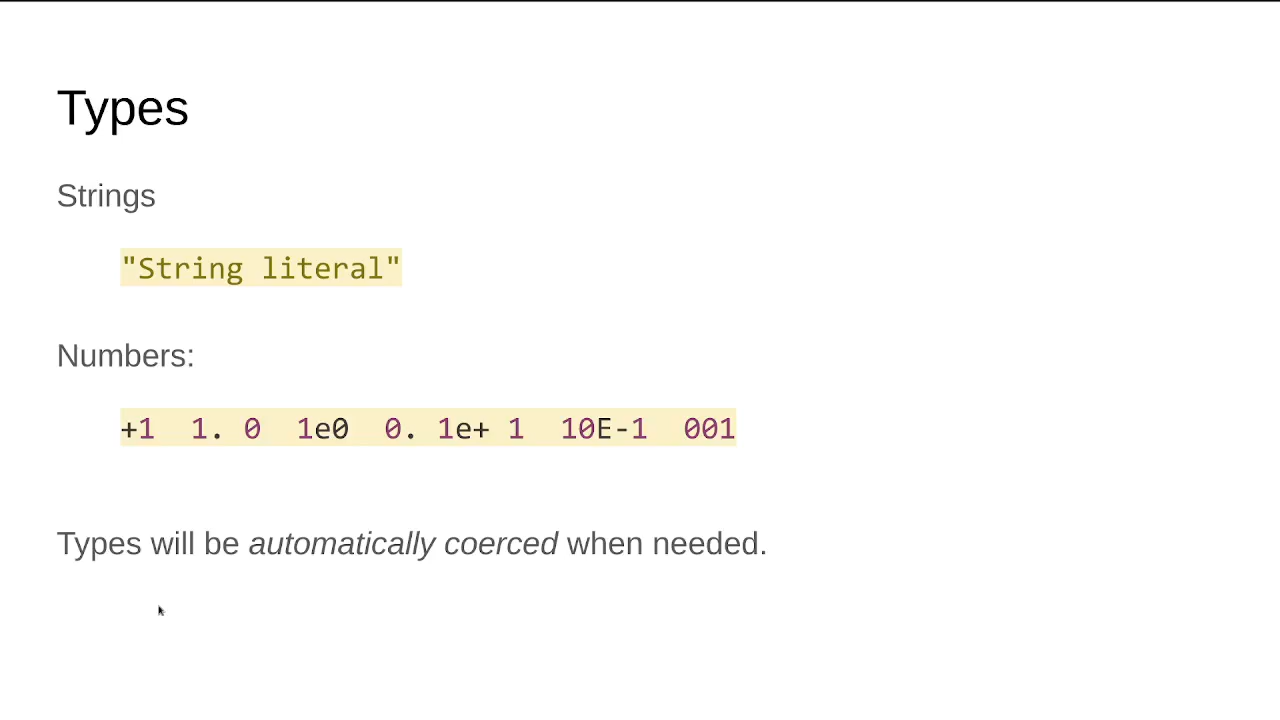 Types
Strings
"String literal"
Numbers:
+1  1. 0  1e0  0. 1e+ 1  10E-1  001
Types will be automatically coerced when needed.